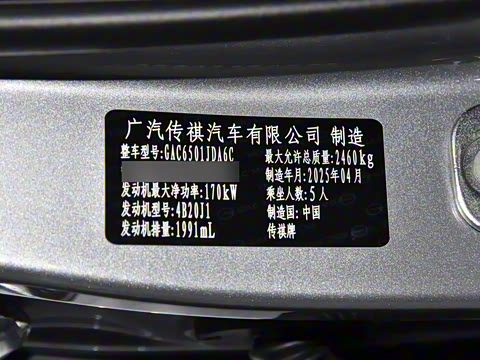 广汽传祺汽车有限公司 制造
整车型号:GAC6501JDA6C 最大允许总质量:2460kg
制造年月:2025年04月
发动机最大净功率:170kW 乘坐人数:5人
发动机型号:4B20J1 制造国:中国
发动机排量:1991mL 传祺牌